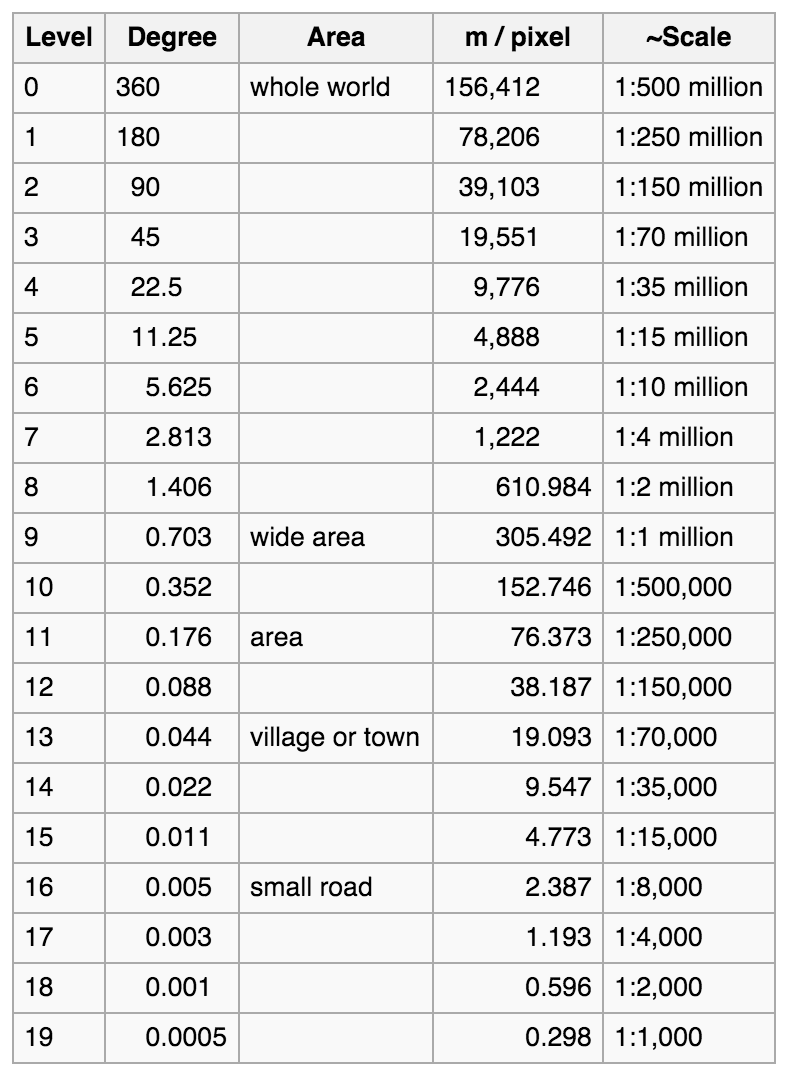 Level Degree Area m / pixel ~Scale
0 360 whole world 156,412 1:500 million
1 180 78,206 1:250 million
2 90 39,103 1:150 million
3 45 19,551 1:70 million
4 22.5 9,776 1:35 million
5 11.25 4,888 1:15 million
6 5.625 2,444 1:10 million
7 2.813 1,222 1:4 million
8 1.406 610.984 1:2 million
9 0.703 wide area 305.492 1:1 million
10 0.352 152.746 1:500,000
11 0.176 area 76.373 1:250,000
12 0.088 38.187 1:150,000
13 0.044 village or town 19.093 1:70,000
14 0.022 9.547 1:35,000
15 0.011 4.773 1:15,000
16 0.005 small road 2.387 1:8,000
17 0.003 1.193 1:4,000
18 0.001 0.596 1:2,000
19 0.0005 0.298 1:1,000